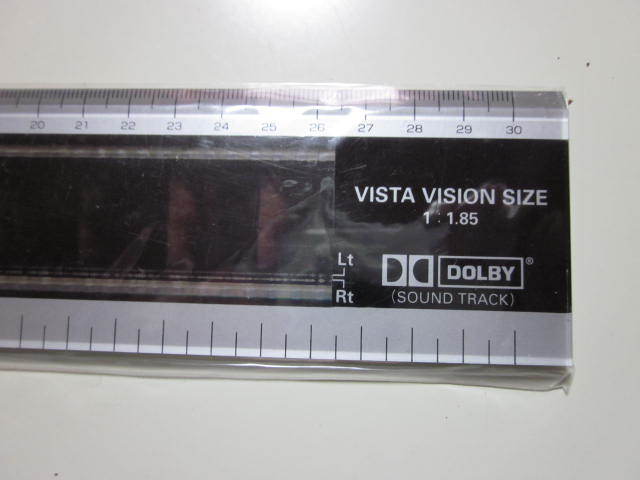 20 21 22 23 24 25 26 27 28 29 30
VISTA VISION SIZE
1 : 1.85
Lt
DOLBY®
Rt
(SOUND TRACK)